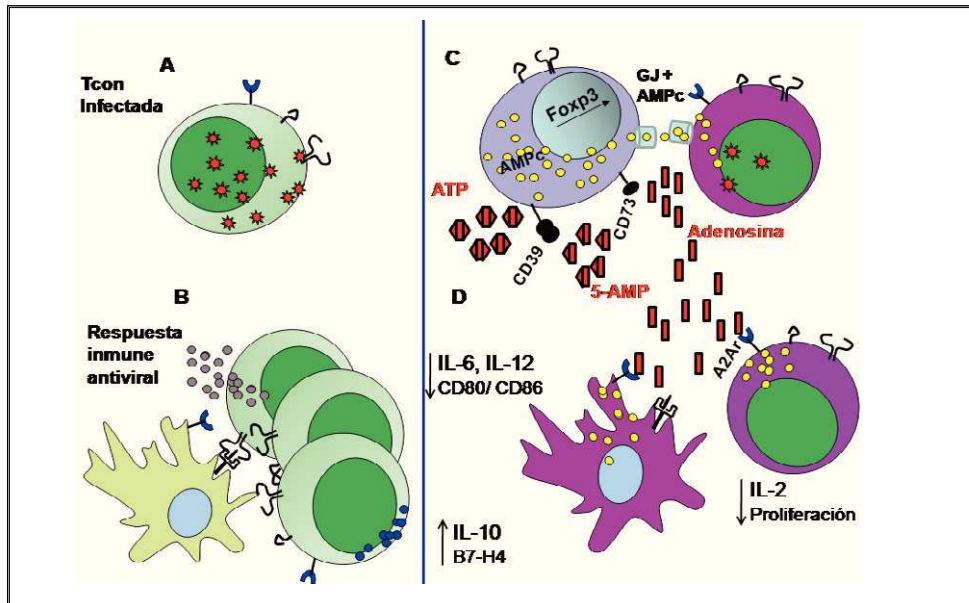 A
Tcon
Infectada
B
Respuesta
inmune
antiviral
C
GJ+
AMPc
Foxp3
AMPc
ATP
CD39
CD73
5-AMP
Adenosina
D
↓ IL-6, IL-12
CD80/ CD86
A2Ar
↓ IL-2
Proliferación
↑ IL-10
B7-H4